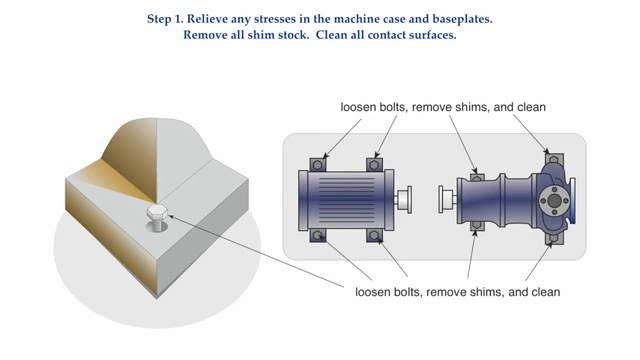 Step 1. Relieve any stresses in the machine case and baseplates.
Remove all shim stock.  Clean all contact surfaces.
loosen bolts, remove shims, and clean
loosen bolts, remove shims, and clean